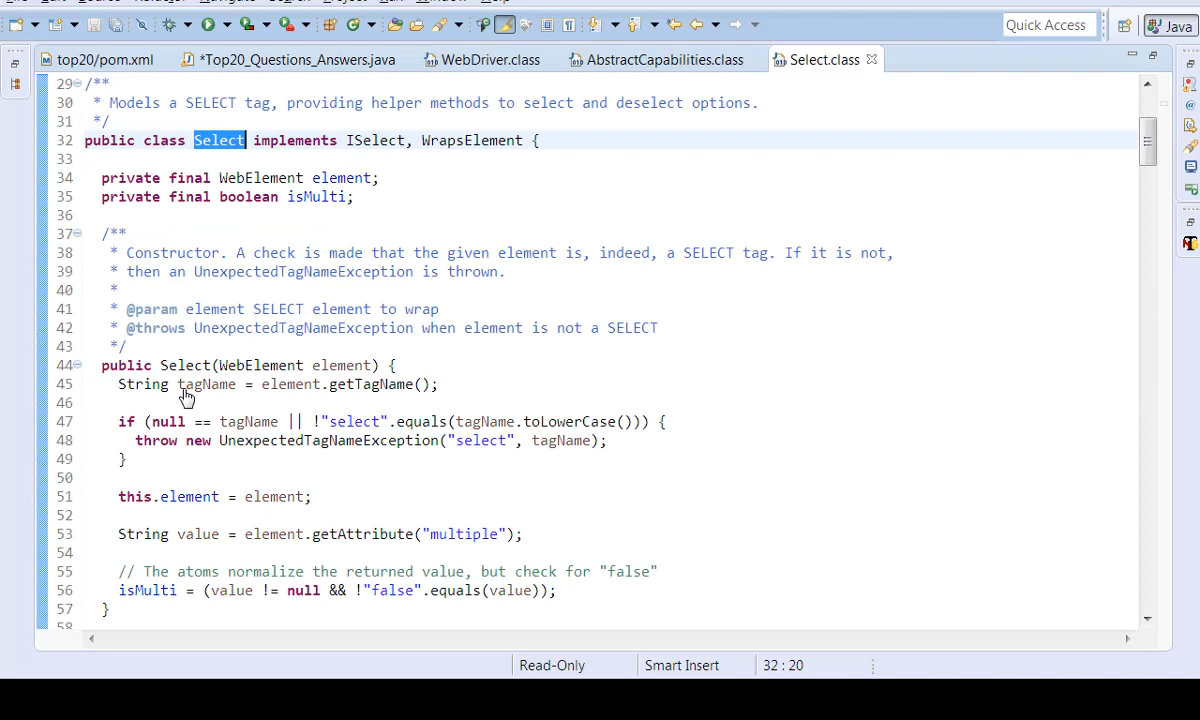 Quick Access
Java
top20/pom.xml
*Top20_Questions_Answers.java
WebDriver.class
AbstractCapabilities.class
Select.class
29 /**
30  * Models a SELECT tag, providing helper methods to select and deselect options.
31  */
32 public class Select implements ISelect, WrapsElement {
33
34   private final WebElement element;
35   private final boolean isMulti;
36
37   /**
38    * Constructor. A check is made that the given element is, indeed, a SELECT tag. If it is not,
39    * then an UnexpectedTagNameException is thrown.
40    *
41    * @param element SELECT element to wrap
42    * @throws UnexpectedTagNameException when element is not a SELECT
43    */
44   public Select(WebElement element) {
45     String tagName = element.getTagName();
46
47     if (null == tagName || !"select".equals(tagName.toLowerCase())) {
48       throw new UnexpectedTagNameException("select", tagName);
49     }
50
51     this.element = element;
52
53     String value = element.getAttribute("multiple");
54
55     // The atoms normalize the returned value, but check for "false"
56     isMulti = (value != null && !"false".equals(value));
57   }
58
Read-Only
Smart Insert
32 : 20